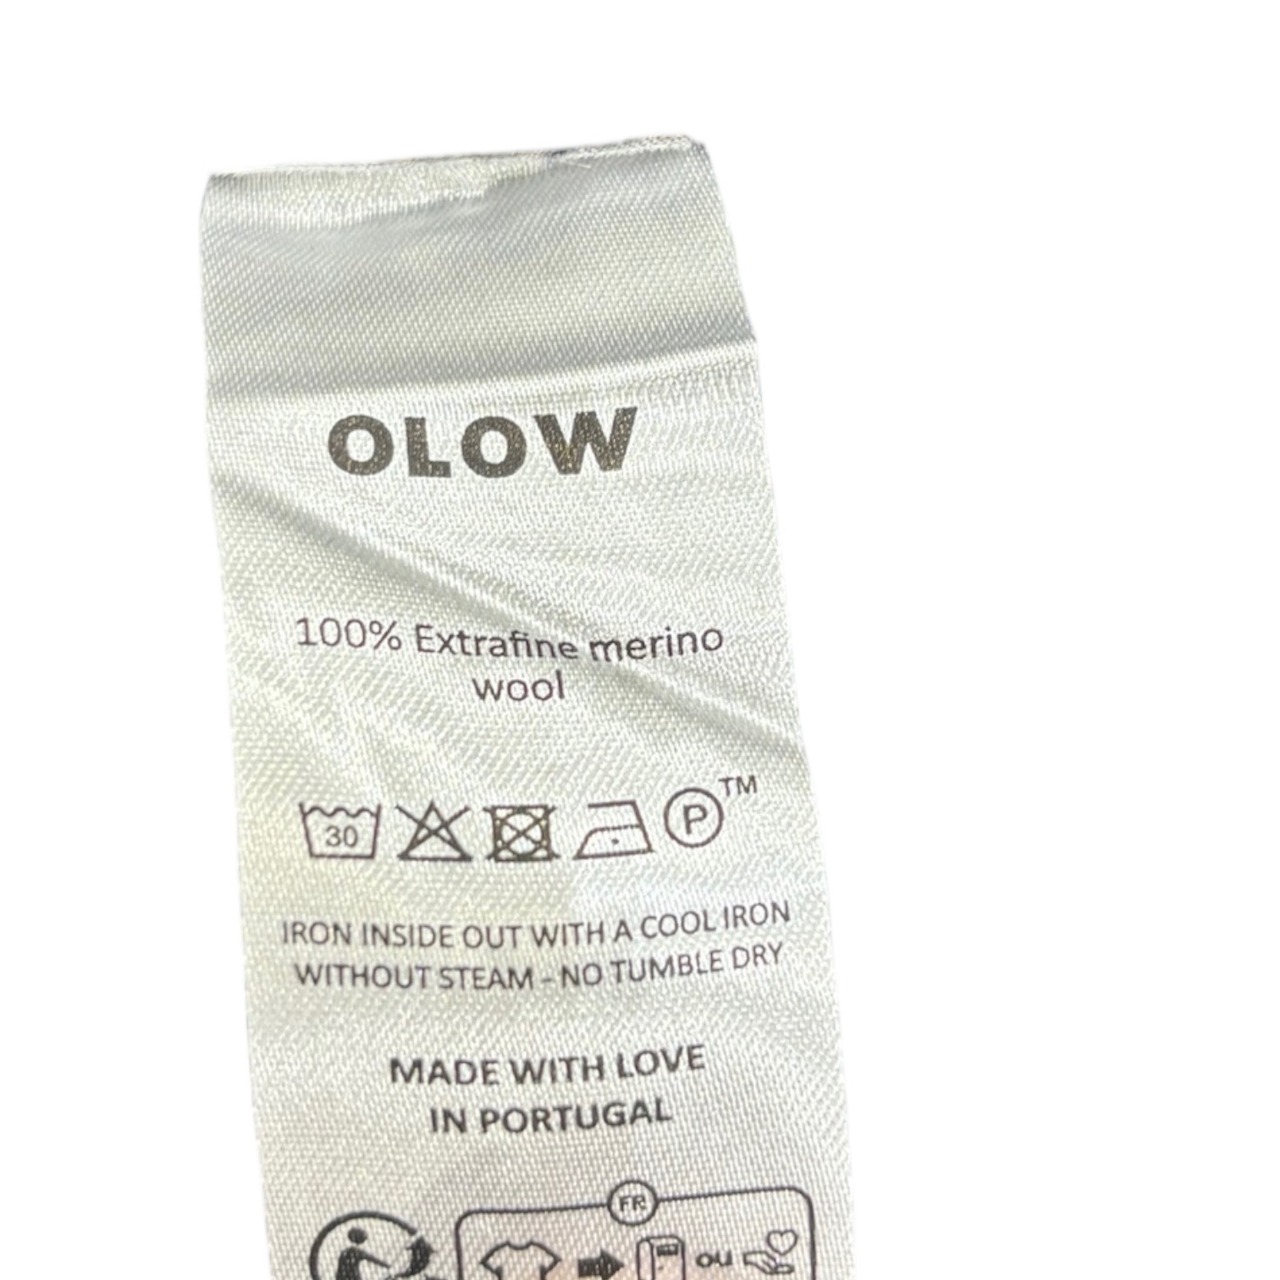 OLOW
100% Extrafine merino
wool
30
P™
IRON INSIDE OUT WITH A COOL IRON
WITHOUT STEAM - NO TUMBLE DRY
MADE WITH LOVE
IN PORTUGAL
FR
ou